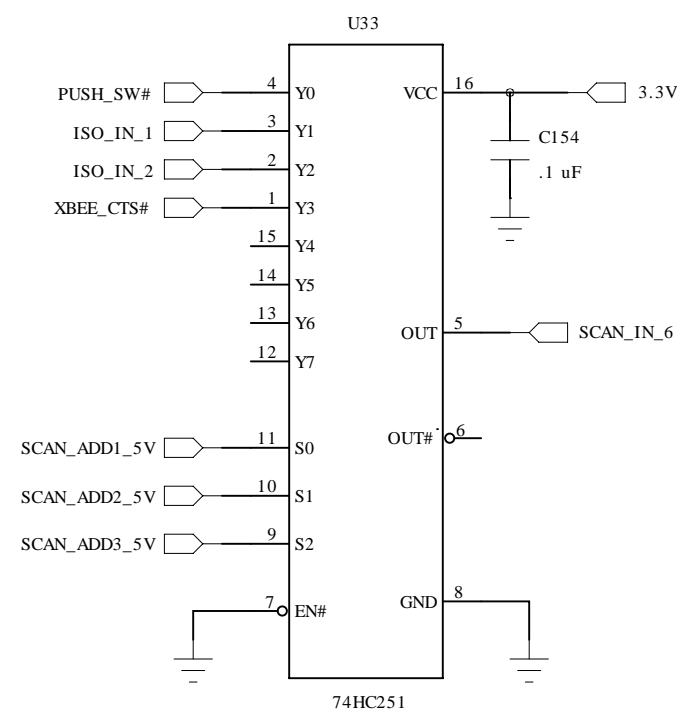 U33
PUSH_SW# 4 Y0 VCC 16 3.3V
ISO_IN_1 3 Y1
C154
ISO_IN_2 2 Y2 .1 uF
XBEE_CTS# 1 Y3
15 Y4
14 Y5
13 Y6 OUT 5 SCAN_IN_6
12 Y7
OUT# 6
SCAN_ADD1_5V 11 S0
SCAN_ADD2_5V 10 S1
SCAN_ADD3_5V 9 S2
7 EN# GND 8
74HC251